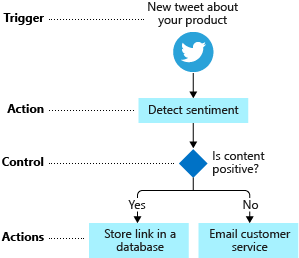 Trigger
New tweet about
your product
Action
Detect sentiment
Control
Is content
positive?
Yes
No
Actions
Store link in a
database
Email customer
service